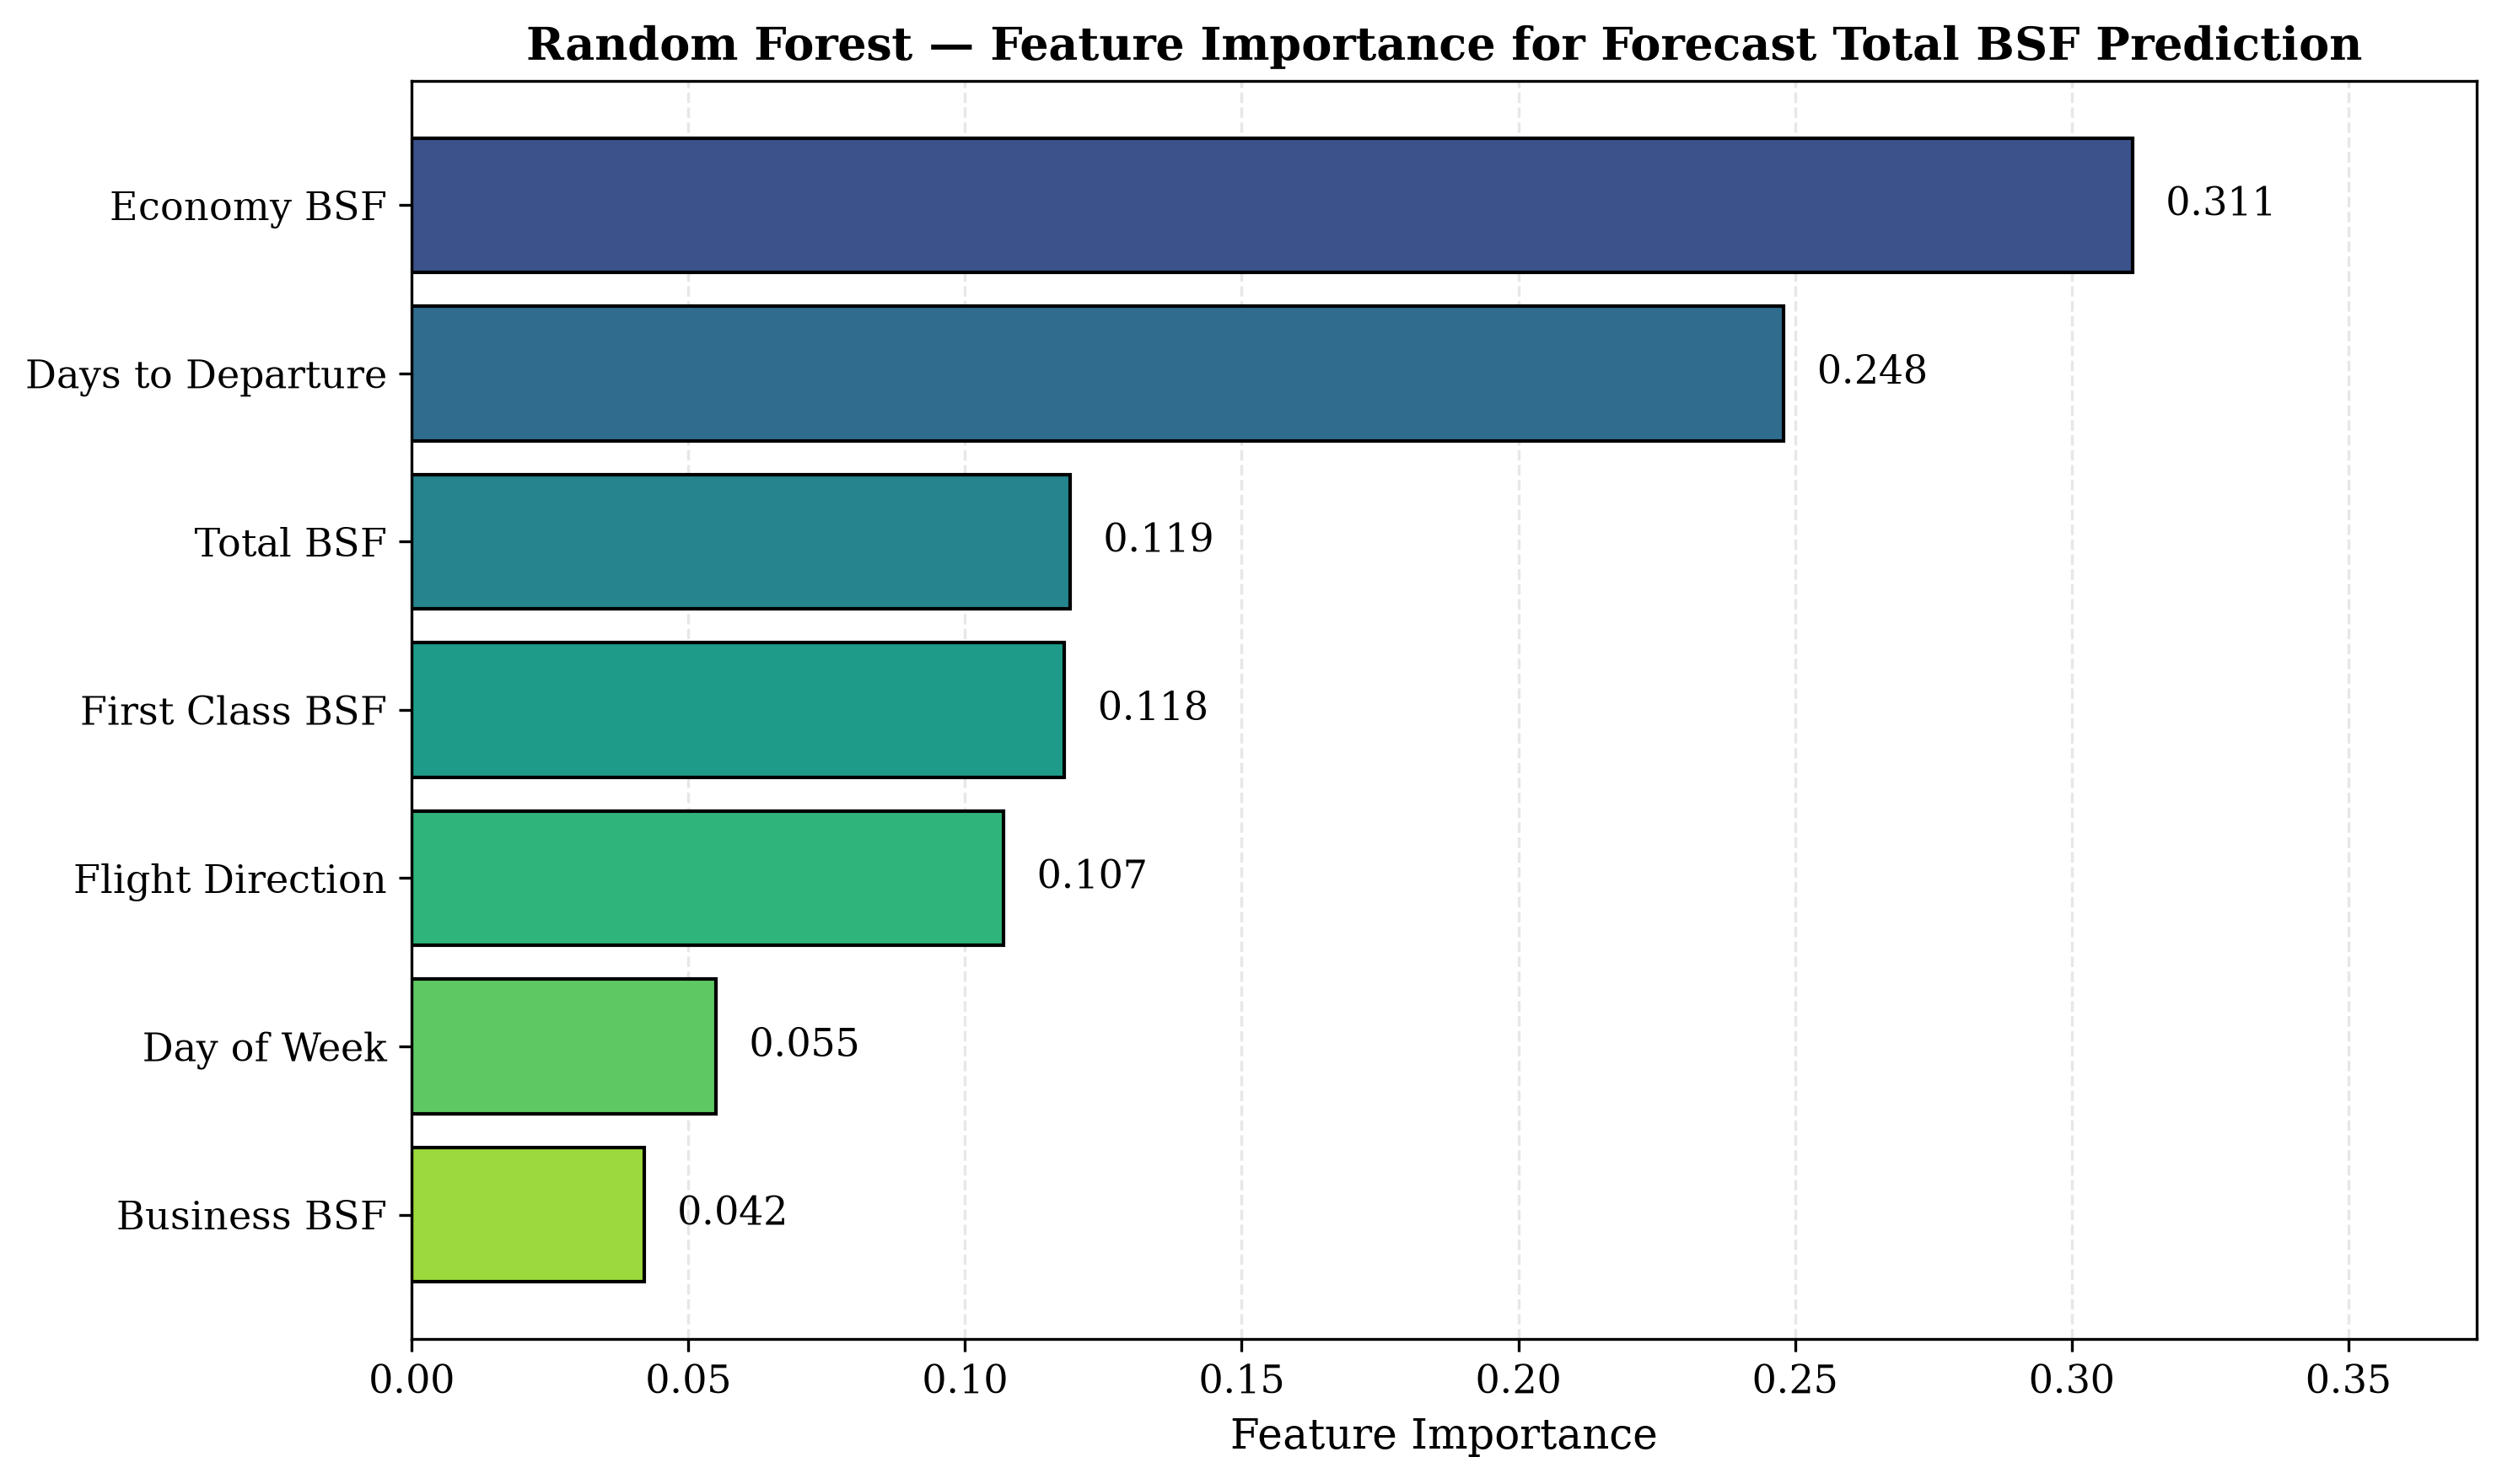 Random Forest — Feature Importance for Forecast Total BSF Prediction
Economy BSF
0.311
Days to Departure
0.248
Total BSF
0.119
First Class BSF
0.118
Flight Direction
0.107
Day of Week
0.055
Business BSF
0.042
0.00 0.05 0.10 0.15 0.20 0.25 0.30 0.35
Feature Importance